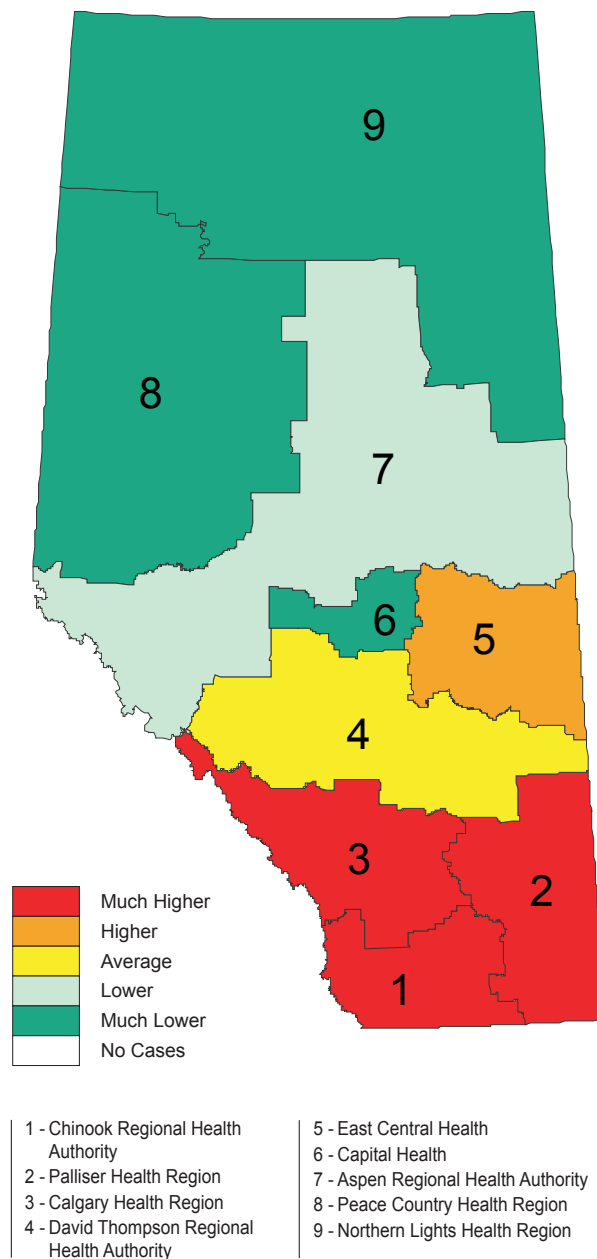 9
8
7
6
5
4
3
2
1
Much Higher
Higher
Average
Lower
Much Lower
No Cases
1 - Chinook Regional Health
Authority
2 - Palliser Health Region
3 - Calgary Health Region
4 - David Thompson Regional
Health Authority
5 - East Central Health
6 - Capital Health
7 - Aspen Regional Health Authority
8 - Peace Country Health Region
9 - Northern Lights Health Region